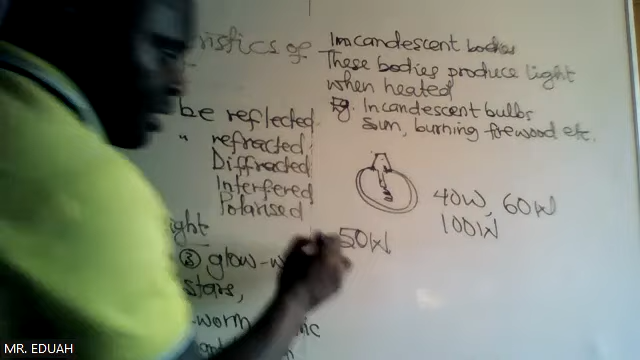 ristics of
be reflected
" refracted
Diffracted
Interfered
Polarised
ight
③ glow-w
stars,
worm
Incandescent bodies
These bodies produce light
when heated
Eg. Incandescent bulbs
Sun, burning firewood etc.
40W, 60W
100W
50W
MR. EDUAH